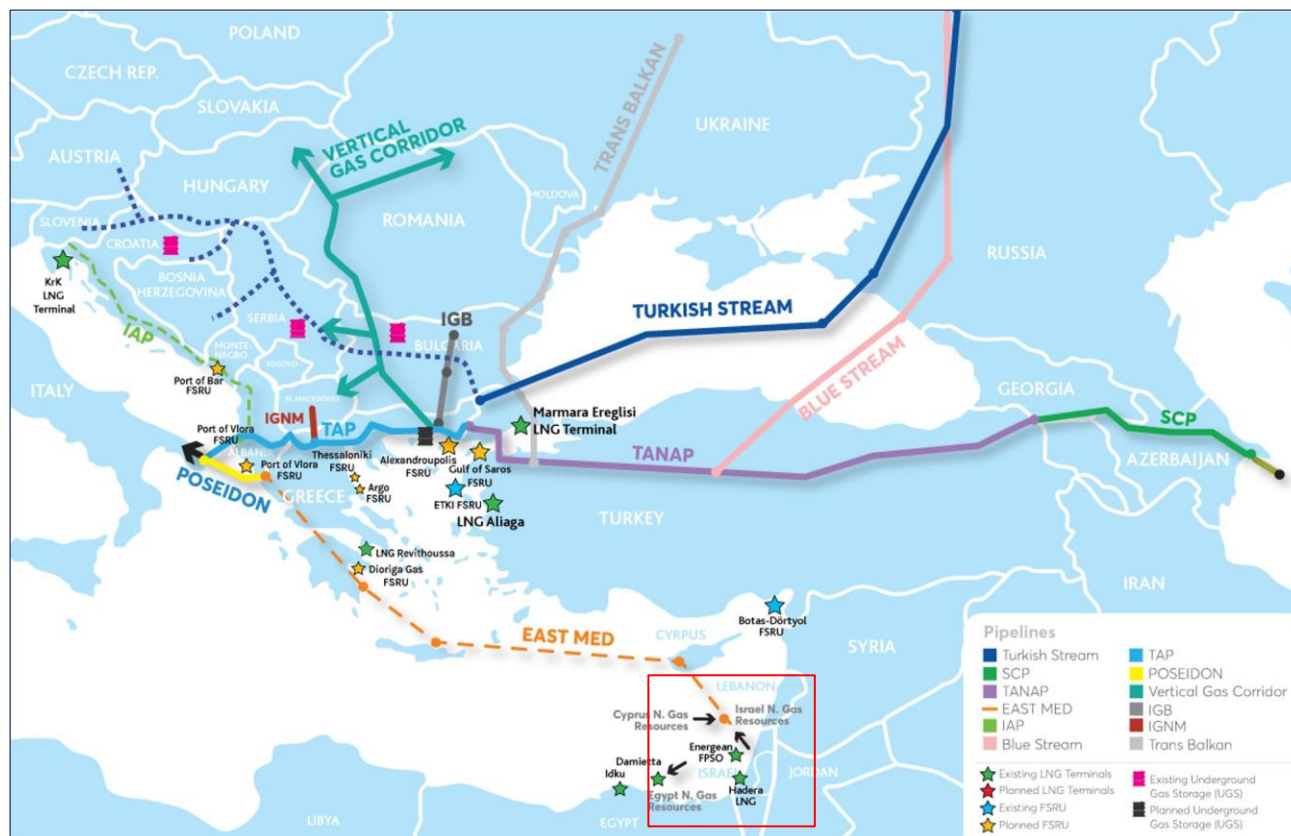 POLAND
CZECH REP.
SLOVAKIA
UKRAINE
AUSTRIA
VERTICAL
GAS CORRIDOR
TRANS BALKAN
HUNGARY
MOLDOVA
ROMANIA
SLOVENIA
CROATIA
RUSSIA
KrK
LNG
Terminal
BOSNIA
HERZEGOVINA
SERBIA
TURKISH STREAM
IAP
IGB
BULGARIA
MONTE-
NEGRO
KOSOVO
ITALY
Port of Bar
FSRU
BLUE STREAM
GEORGIA
N. MACEDONIA
IGNM
TAP
Marmara Ereglisi
LNG Terminal
SCP
Port of Vlora
FSRU
ALBANIA
Port of Vlora
FSRU
Thessaloniki
FSRU
Alexandroupolis
FSRU
Gulf of Saros
FSRU
TANAP
AZERBAIJAN
POSEIDON
GREECE
Argo
FSRU
ETKI FSRU
LNG Aliaga
TURKEY
LNG Revithoussa
Dioriga Gas
FSRU
IRAN
Botas-Dörtyol
FSRU
EAST MED
CYRPUS
SYRIA
LEBANON
Cyprus N. Gas
Resources
Israel N. Gas
Resources
Energean
FPSO
Damietta
Idku
ISRAEL
JORDAN
Hadera
LNG
Egypt N. Gas
Resources
EGYPT
LIBYA
Pipelines
Turkish Stream
TAP
SCP
POSEIDON
TANAP
Vertical Gas Corridor
EAST MED
IGB
IAP
IGNM
Blue Stream
Trans Balkan
Existing LNG Terminals
Planned LNG Terminals
Existing FSRU
Planned FSRU
Existing Underground
Gas Storage (UGS)
Planned Underground
Gas Storage (UGS)